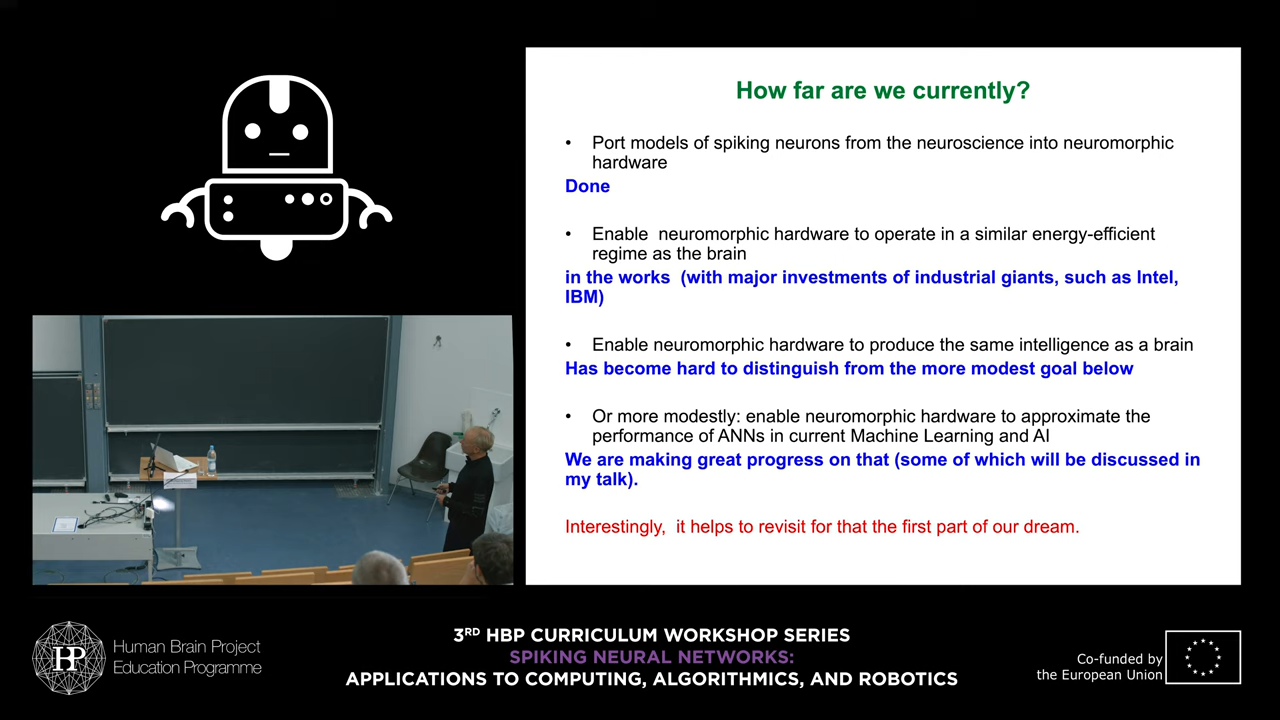 How far are we currently?
• Port models of spiking neurons from the neuroscience into neuromorphic
hardware
Done
• Enable neuromorphic hardware to operate in a similar energy-efficient
regime as the brain
in the works (with major investments of industrial giants, such as Intel,
IBM)
• Enable neuromorphic hardware to produce the same intelligence as a brain
Has become hard to distinguish from the more modest goal below
• Or more modestly: enable neuromorphic hardware to approximate the
performance of ANNs in current Machine Learning and AI
We are making great progress on that (some of which will be discussed in
my talk).
Interestingly, it helps to revisit for that the first part of our dream.
HP
Human Brain Project
Education Programme
3RD HBP CURRICULUM WORKSHOP SERIES
SPIKING NEURAL NETWORKS:
APPLICATIONS TO COMPUTING, ALGORITHMICS, AND ROBOTICS
Co-funded by
the European Union